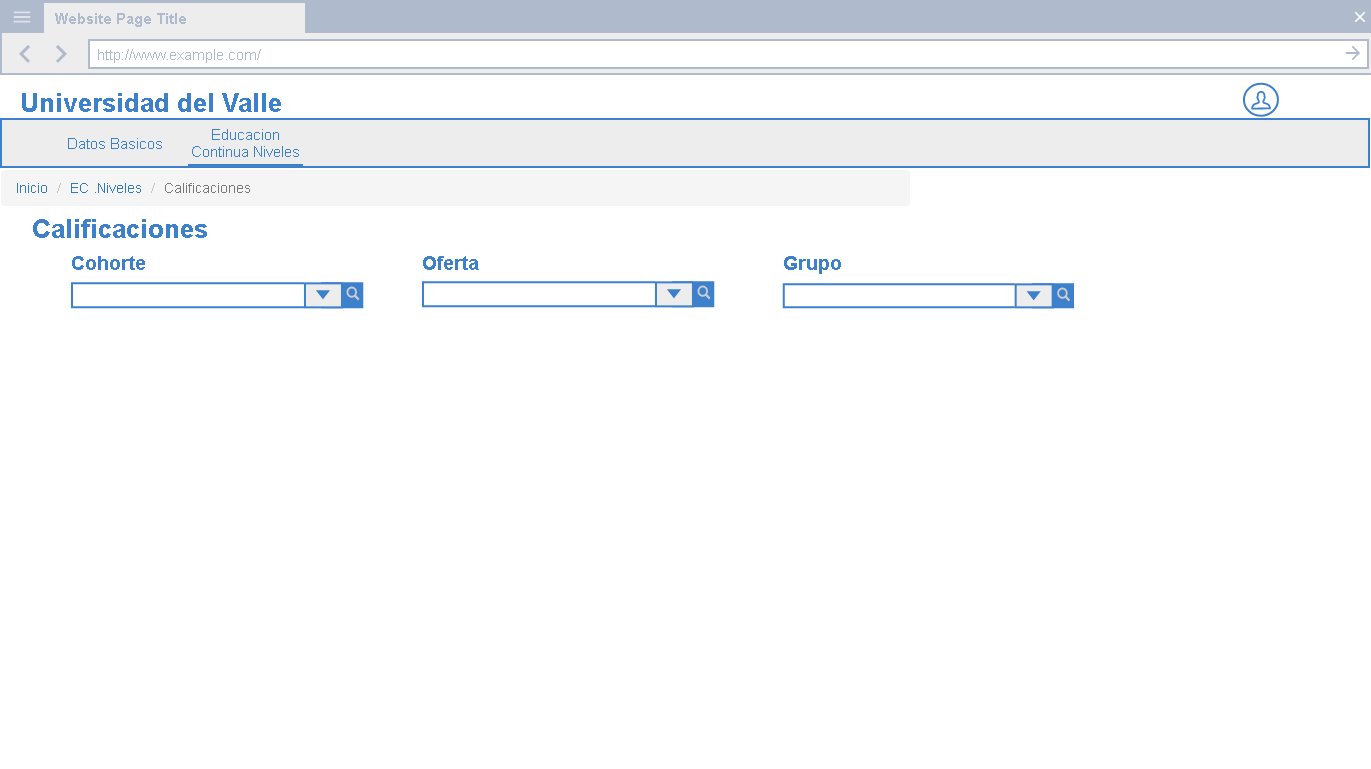 Website Page Title
http://www.example.com/
Universidad del Valle
Datos Basicos
Educacion
Continua Niveles
Inicio / EC .Niveles / Calificaciones
Calificaciones
Cohorte Oferta Grupo